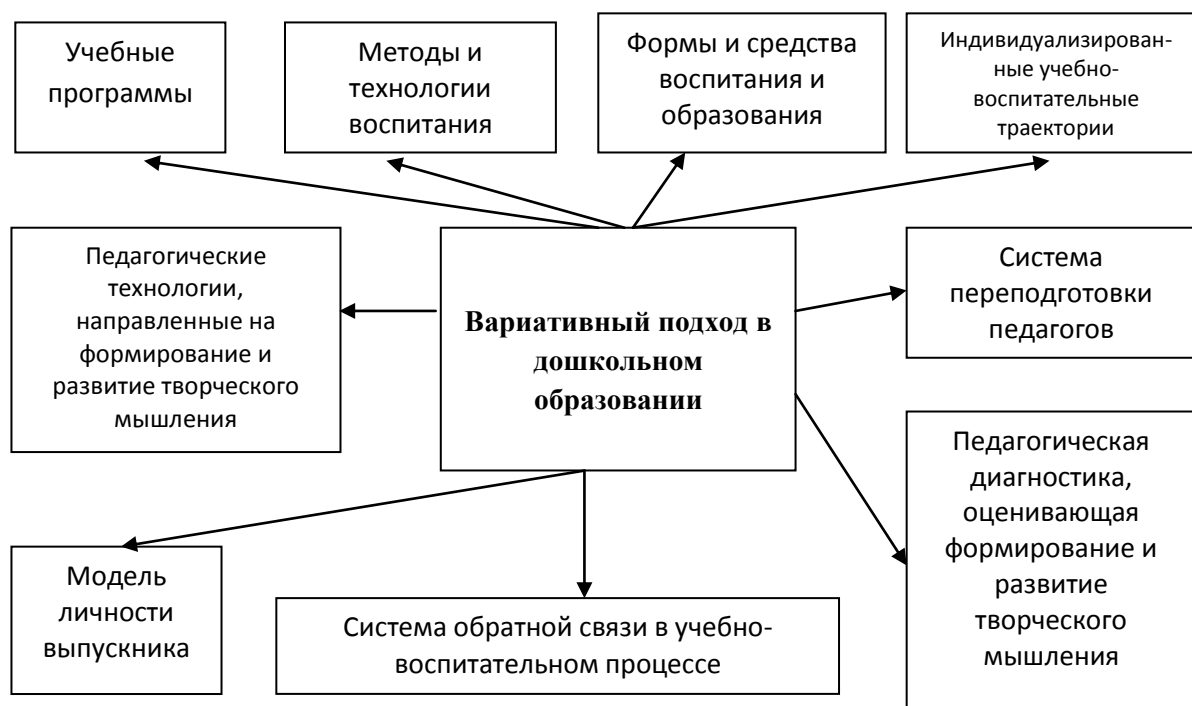 Учебные
программы
Методы и
технологии
воспитания
Формы и средства
воспитания и
образования
Индивидуализирован-
ные учебно-
воспитательные
траектории
Педагогические
технологии,
направленные на
формирование и
развитие творческого
мышления
Вариативный подход в
дошкольном
образовании
Система
переподготовки
педагогов
Педагогическая
диагностика,
оценивающая
формирование и
развитие
творческого
мышления
Модель
личности
выпускника
Система обратной связи в учебно-
воспитательном процессе